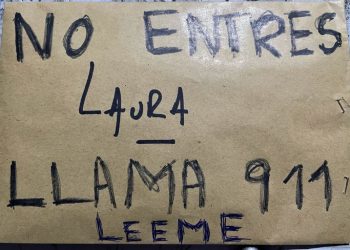 NO ENTRES
LAURA
LLAMA 911
LEEME